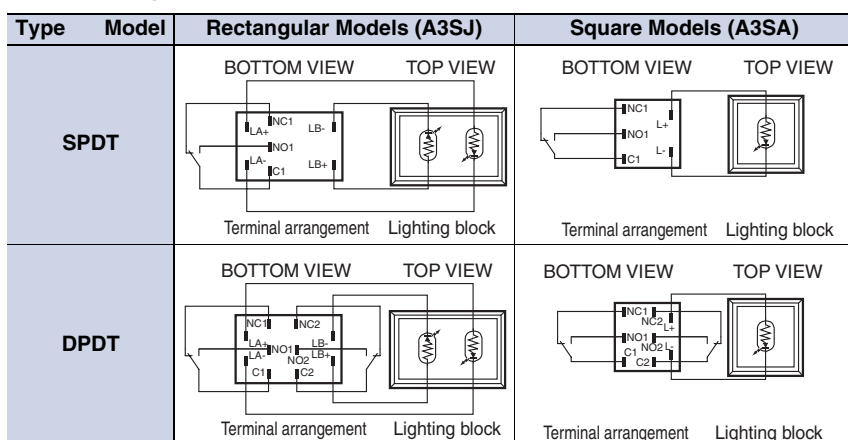 Type Model Rectangular Models (A3SJ) Square Models (A3SA)
SPDT
BOTTOM VIEW TOP VIEW
NC1
LA+ LB-
NO1
LA- LB+
C1
Terminal arrangement Lighting block
BOTTOM VIEW TOP VIEW
NC1
L+
NO1
L-
C1
Terminal arrangement Lighting block
DPDT
BOTTOM VIEW TOP VIEW
NC1 NC2
LA+ LB-
NO1
LA- NO2 LB+
C1 C2
Terminal arrangement Lighting block
BOTTOM VIEW TOP VIEW
NC1
NC2 L+
NO1
C1 NO2 L-
C2
Terminal arrangement Lighting block